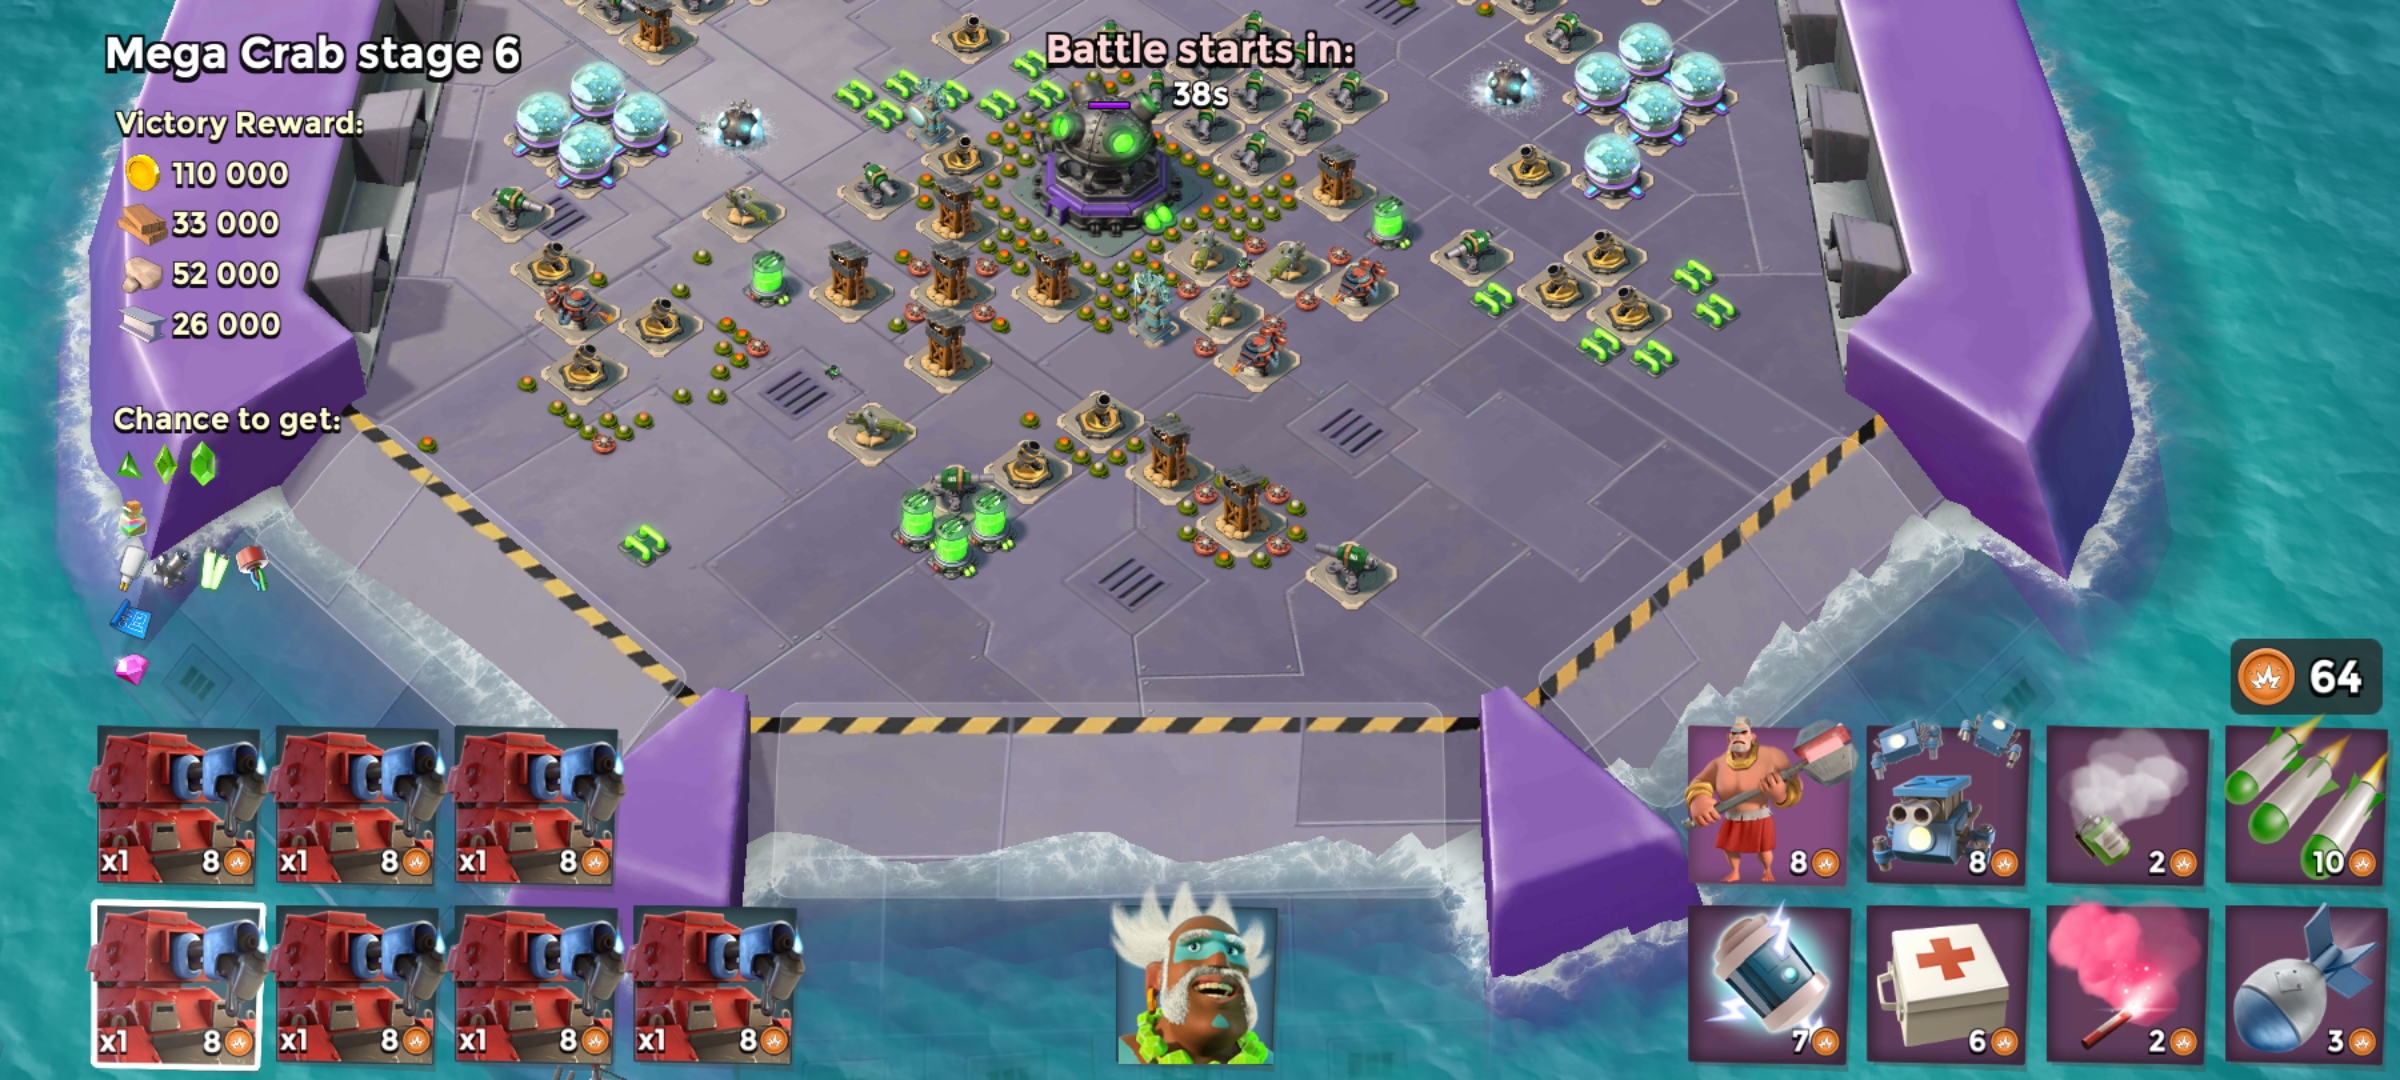 Mega Crab stage 6
Battle starts in:
38s
Victory Reward:
110 000
33 000
52 000
26 000
Chance to get:
64
x1 8
x1 8
x1 8
8
8
2
10
x1 8
x1 8
x1 8
x1 8
7
6
2
3